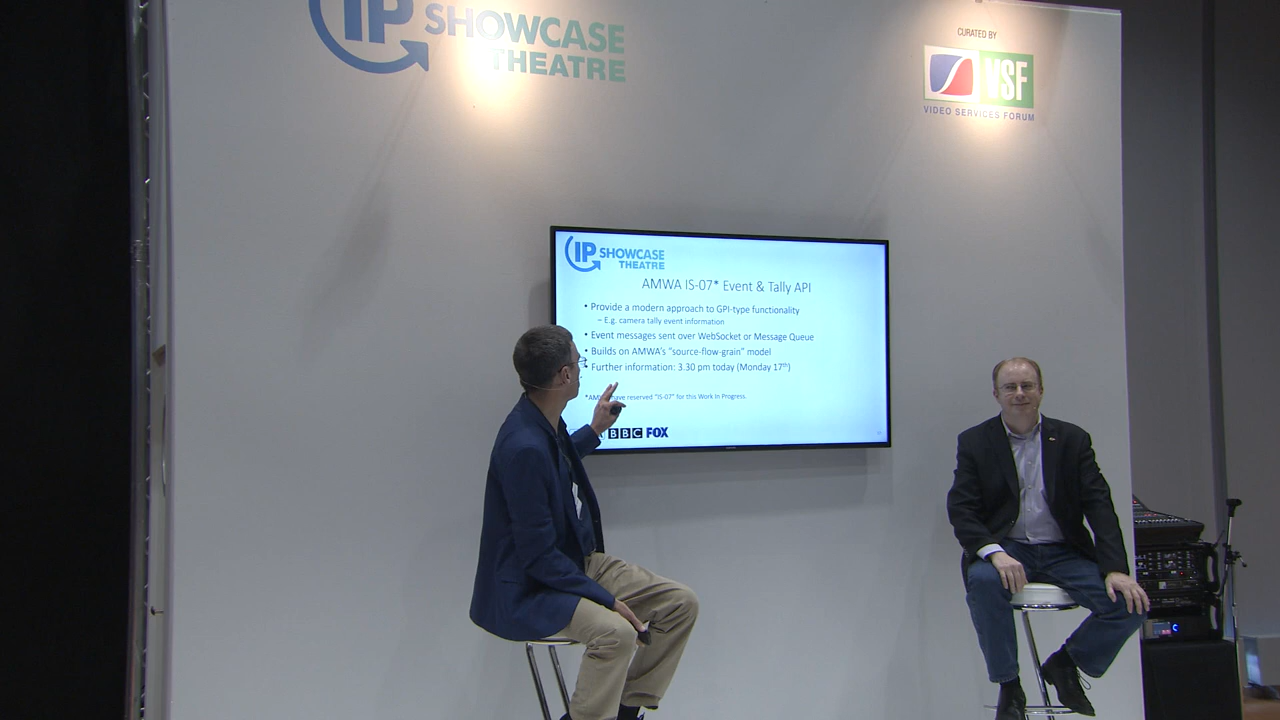 IP SHOWCASE
THEATRE
CURATED BY
VSF
VIDEO SERVICES FORUM
IP SHOWCASE
THEATRE
AMWA IS-07* Event & Tally API
• Provide a modern approach to GPI-type functionality
– E.g. camera tally event information
• Event messages sent over WebSocket or Message Queue
• Builds on AMWA's "source-flow-grain" model
• Further information: 3.30 pm today (Monday 17th)
have reserved "IS-07" for this Work In Progress.
BBC FOX